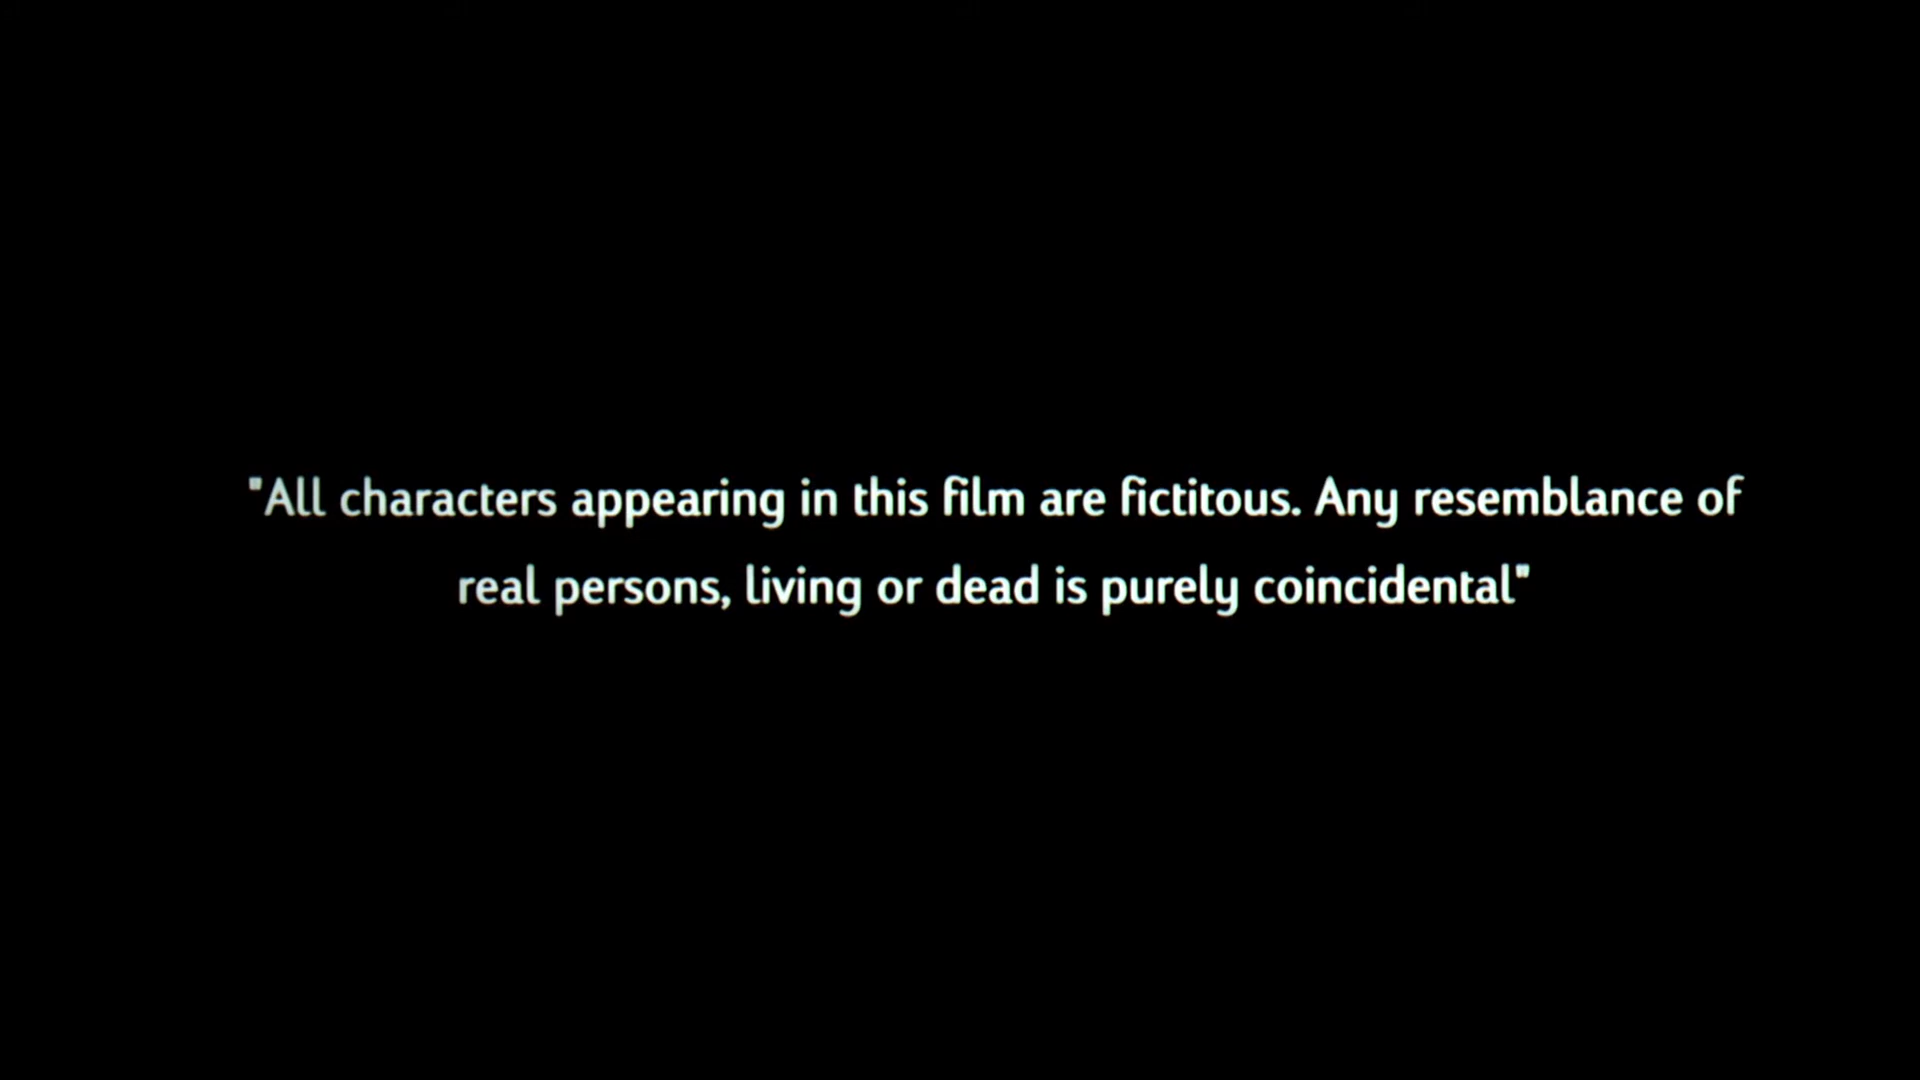 "All characters appearing in this film are fictitous. Any resemblance of
real persons, living or dead is purely coincidental"